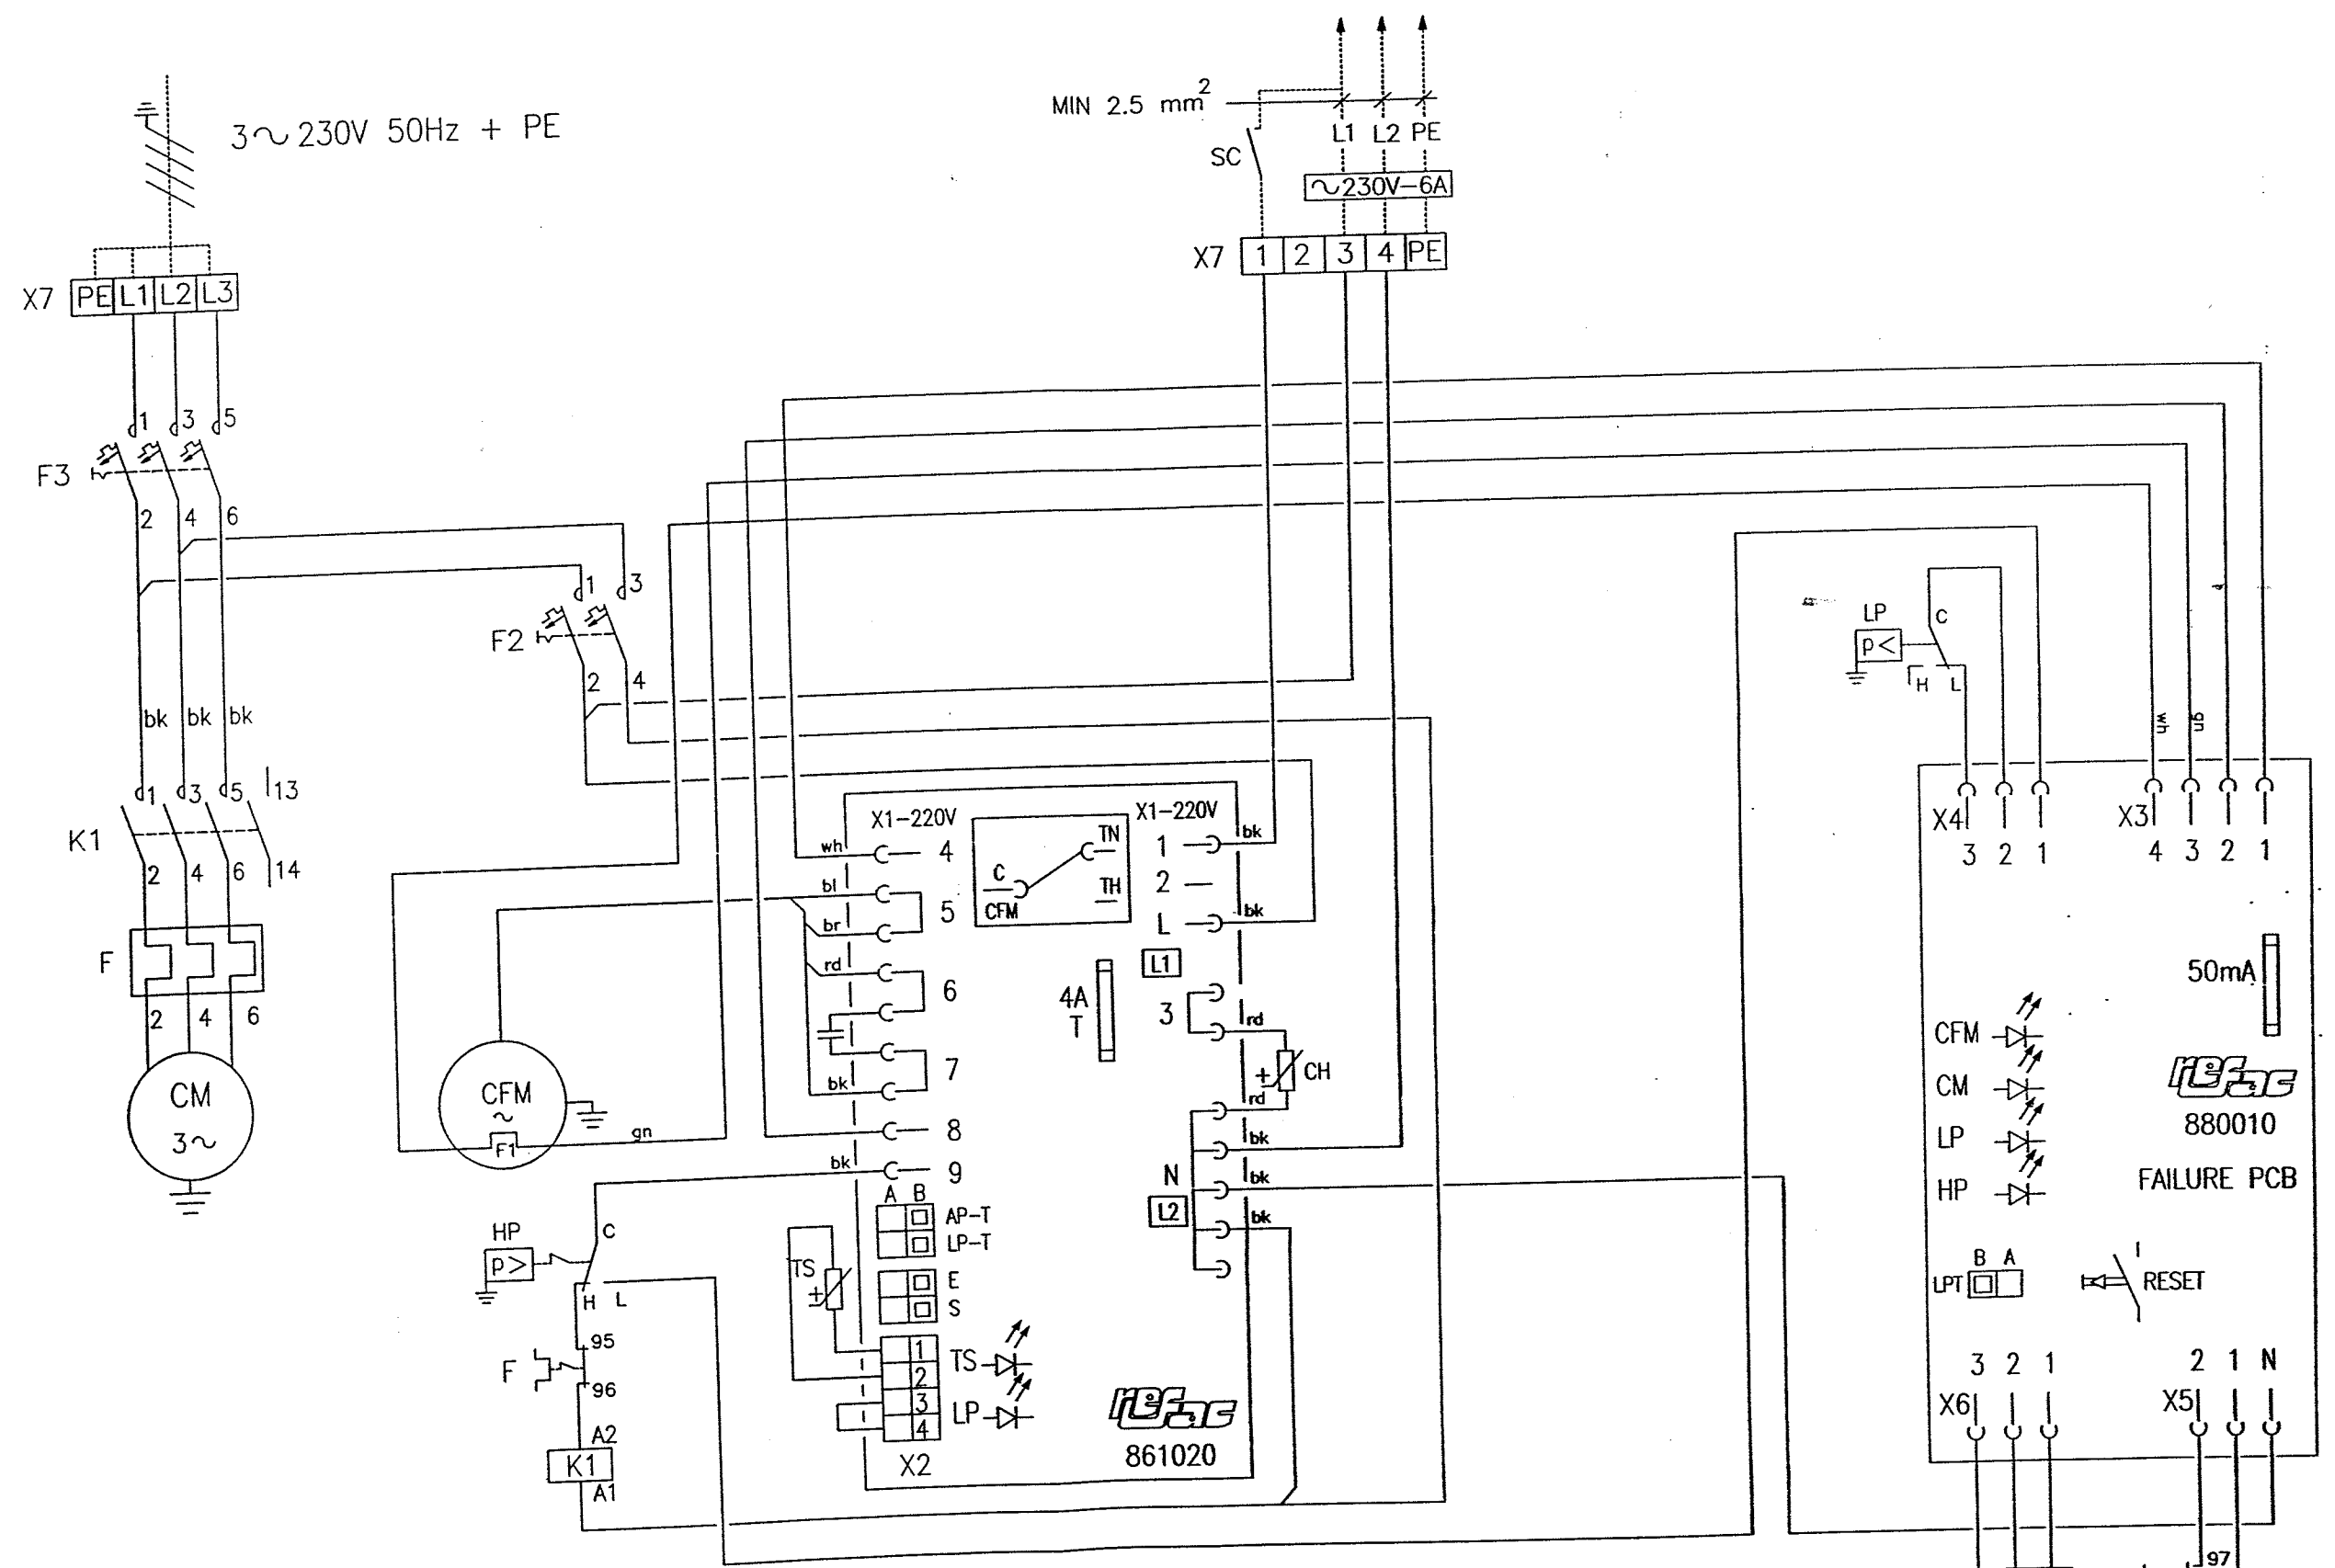 3~230V 50Hz + PE
MIN 2.5 mm²
L1 L2 PE
SC
~230V-6A
X7 1 2 3 4 PE
X7 PE L1 L2 L3
1 3 5
F3
2 4 6
1 3
F2
2 4
bk bk bk
LP
C
p<
H L
wh gn
1 3 5 13
K1
2 4 6 14
X4
3 2 1
X3
4 3 2 1
X1-220V
X1-220V
wh 4
bl
5
br
rd
6
7
bk
8
bk 9
C
CFM
TN
TH
1 bk
2
L bk
L1
3
rd
CH
+
rd
bk
N bk
L2
bk
4A
T
F
2 4 6
CM
3~
CFM
~
F1
gn
A B
AP-T
LP-T
E
S
TS
+
1
2
3
4
TS
LP
X2
refac
861020
HP
p>
C
H L
95
F
96
A2
K1
A1
50mA
CFM
CM
LP
HP
refac
880010
FAILURE PCB
B A
LPT
RESET
3 2 1
X6
2 1 N
X5
97